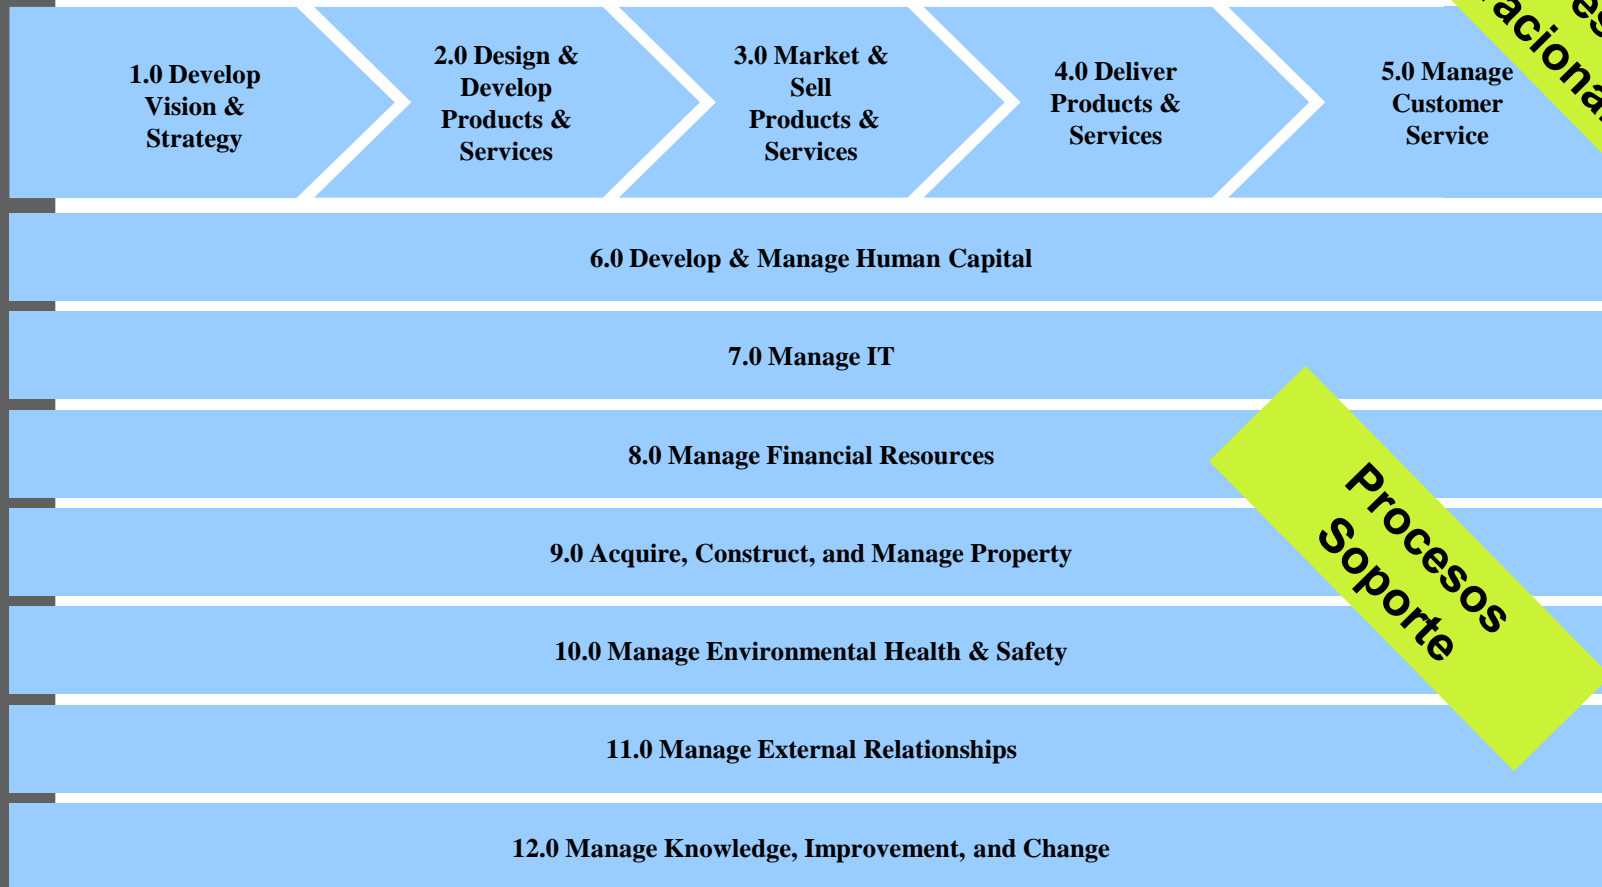 1.0 Develop
Vision &
Strategy
2.0 Design &
Develop
Products &
Services
3.0 Market &
Sell
Products &
Services
4.0 Deliver
Products &
Services
5.0 Manage
Customer
Service
6.0 Develop & Manage Human Capital
7.0 Manage IT
8.0 Manage Financial Resources
9.0 Acquire, Construct, and Manage Property
10.0 Manage Environmental Health & Safety
11.0 Manage External Relationships
12.0 Manage Knowledge, Improvement, and Change
Procesos
Soporte